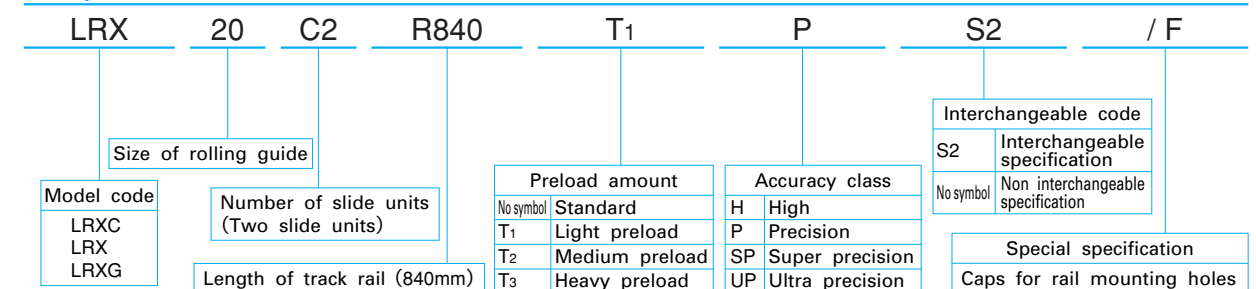 LRX 20 C2 R840 T1 P S2 / F
Size of rolling guide
Model code
LRXC
LRX
LRXG
Number of slide units
(Two slide units)
Length of track rail (840mm)
Preload amount
No symbol Standard
T1 Light preload
T2 Medium preload
T3 Heavy preload
Accuracy class
H High
P Precision
SP Super precision
UP Ultra precision
Interchangeable code
S2 Interchangeable
specification
No symbol Non interchangeable
specification
Special specification
Caps for rail mounting holes